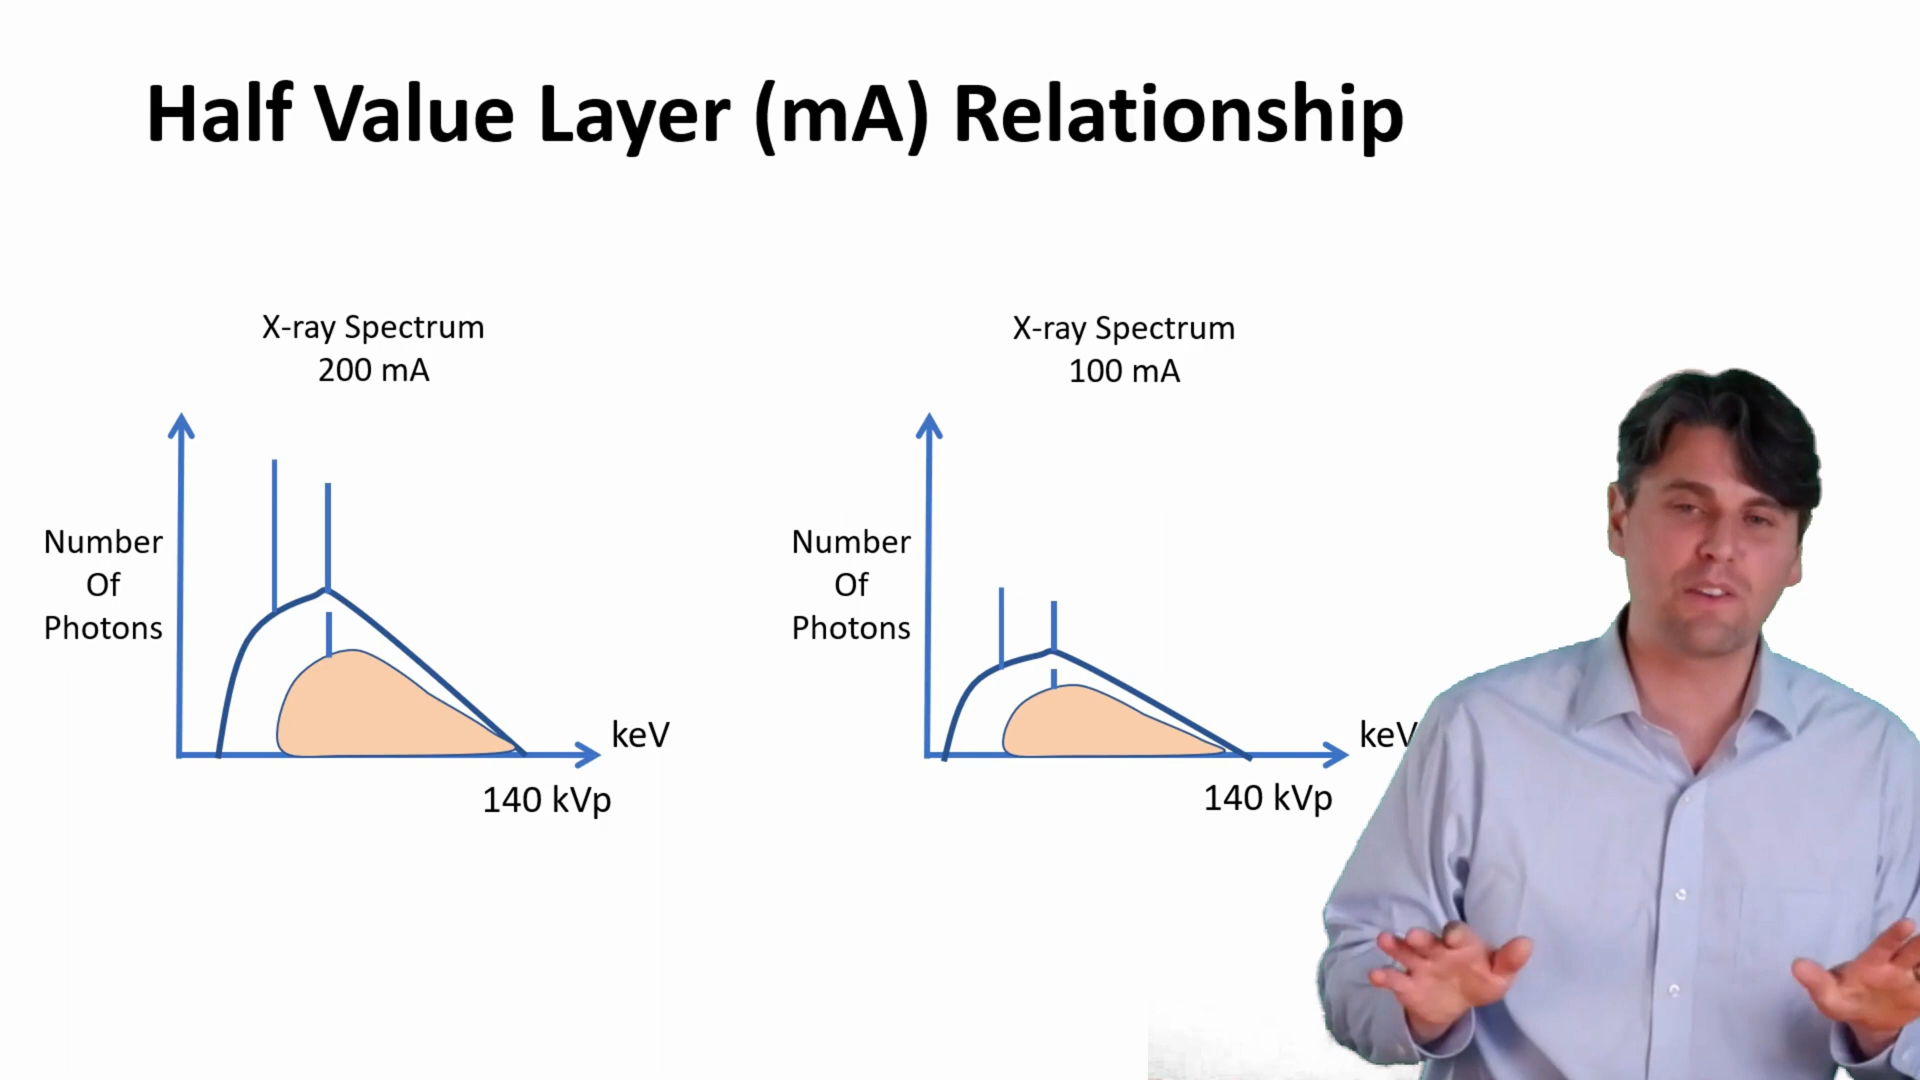 Half Value Layer (mA) Relationship
X-ray Spectrum
200 mA
Number
Of
Photons
keV
140 kVp
X-ray Spectrum
100 mA
Number
Of
Photons
keV
140 kVp